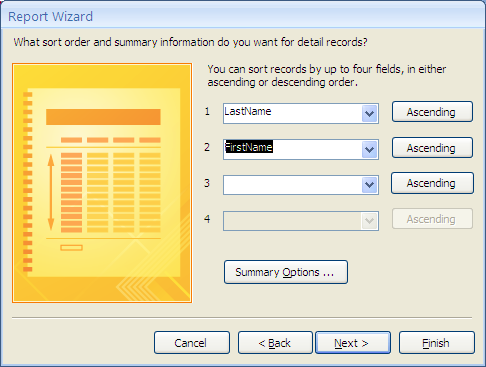 Report Wizard
What sort order and summary information do you want for detail records?
You can sort records by up to four fields, in either
ascending or descending order.
1 LastName Ascending
2 FirstName Ascending
3 Ascending
4 Ascending
Summary Options ...
Cancel < Back Next > Finish